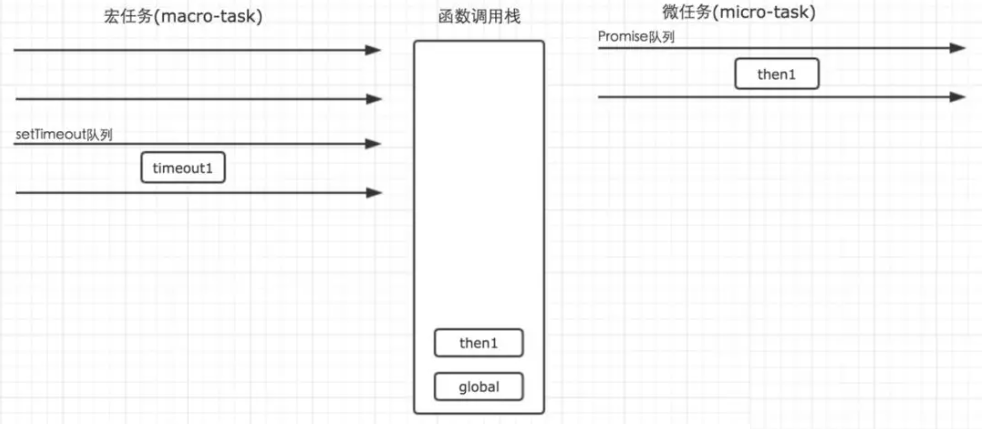 宏任务(macro-task)
函数调用栈
微任务(micro-task)
Promise队列
then1
setTimeout队列
timeout1
then1
global